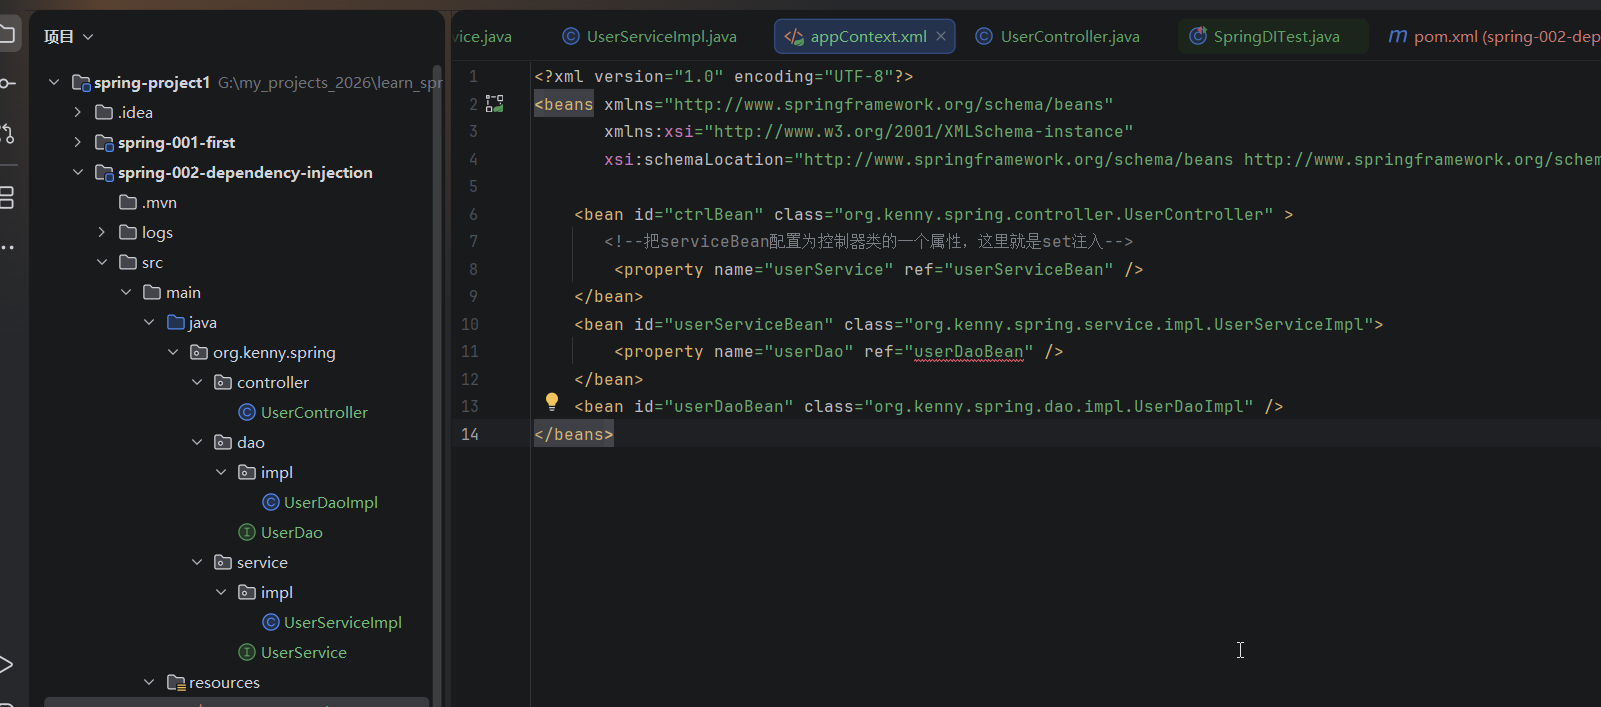 项目
spring-project1 G:\my_projects_2026\learn_spr
.idea
spring-001-first
spring-002-dependency-injection
.mvn
logs
src
main
java
org.kenny.spring
controller
UserController
dao
impl
UserDaoImpl
UserDao
service
impl
UserServiceImpl
UserService
resources
vice.java UserServiceImpl.java appContext.xml UserController.java SpringDITest.java pom.xml (spring-002-dep
1 <?xml version="1.0" encoding="UTF-8"?>
2 <beans xmlns="http://www.springframework.org/schema/beans"
3 xmlns:xsi="http://www.w3.org/2001/XMLSchema-instance"
4 xsi:schemaLocation="http://www.springframework.org/schema/beans http://www.springframework.org/schem
5
6 <bean id="ctrlBean" class="org.kenny.spring.controller.UserController" >
7 <!--把serviceBean配置为控制器类的一个属性，这里就是set注入-->
8 <property name="userService" ref="userServiceBean" />
9 </bean>
10 <bean id="userServiceBean" class="org.kenny.spring.service.impl.UserServiceImpl">
11 <property name="userDao" ref="userDaoBean" />
12 </bean>
13 <bean id="userDaoBean" class="org.kenny.spring.dao.impl.UserDaoImpl" />
14 </beans>